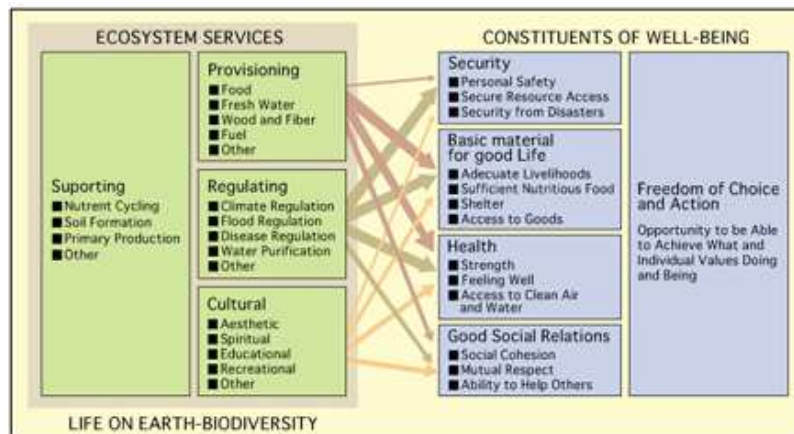 ECOSYSTEM SERVICES
Suporting
■Nutrent Cycling
■Soil Formation
■Primary Production
■Other
Provisioning
■Food
■Fresh Water
■Wood and Fiber
■Fuel
■Other
Regulating
■Climate Regulation
■Flood Regulation
■Disease Regulation
■Water Purification
■Other
Cultural
■Aesthetic
■Spiritual
■Educational
■Recreational
■Other
LIFE ON EARTH-BIODIVERSITY
CONSTITUENTS OF WELL-BEING
Security
■Personal Safety
■Secure Resource Access
■Security from Disasters
Basic material
for good Life
■Adecuate Livelihoods
■Sufficient Nutritious Food
■Shelter
■Access to Goods
Health
■Strength
■Feeling Well
■Access to Clean Air
and Water
Good Social Relations
■Social Cohesion
■Mutual Respect
■Ability to Help Others
Freedom of Choice
and Action
Opportunity to be Able
to Achieve What and
Individual Values Doing
and Being